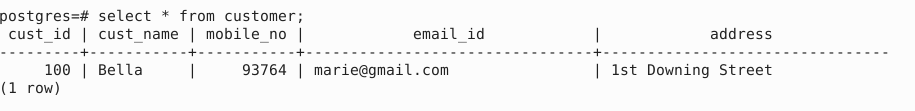 postgres=# select * from customer;
 cust_id | cust_name | mobile_no |            email_id             |            address
---------+-----------+-----------+---------------------------------+--------------------------------
     100 | Bella     |     93764 | marie@gmail.com                 | 1st Downing Street
(1 row)